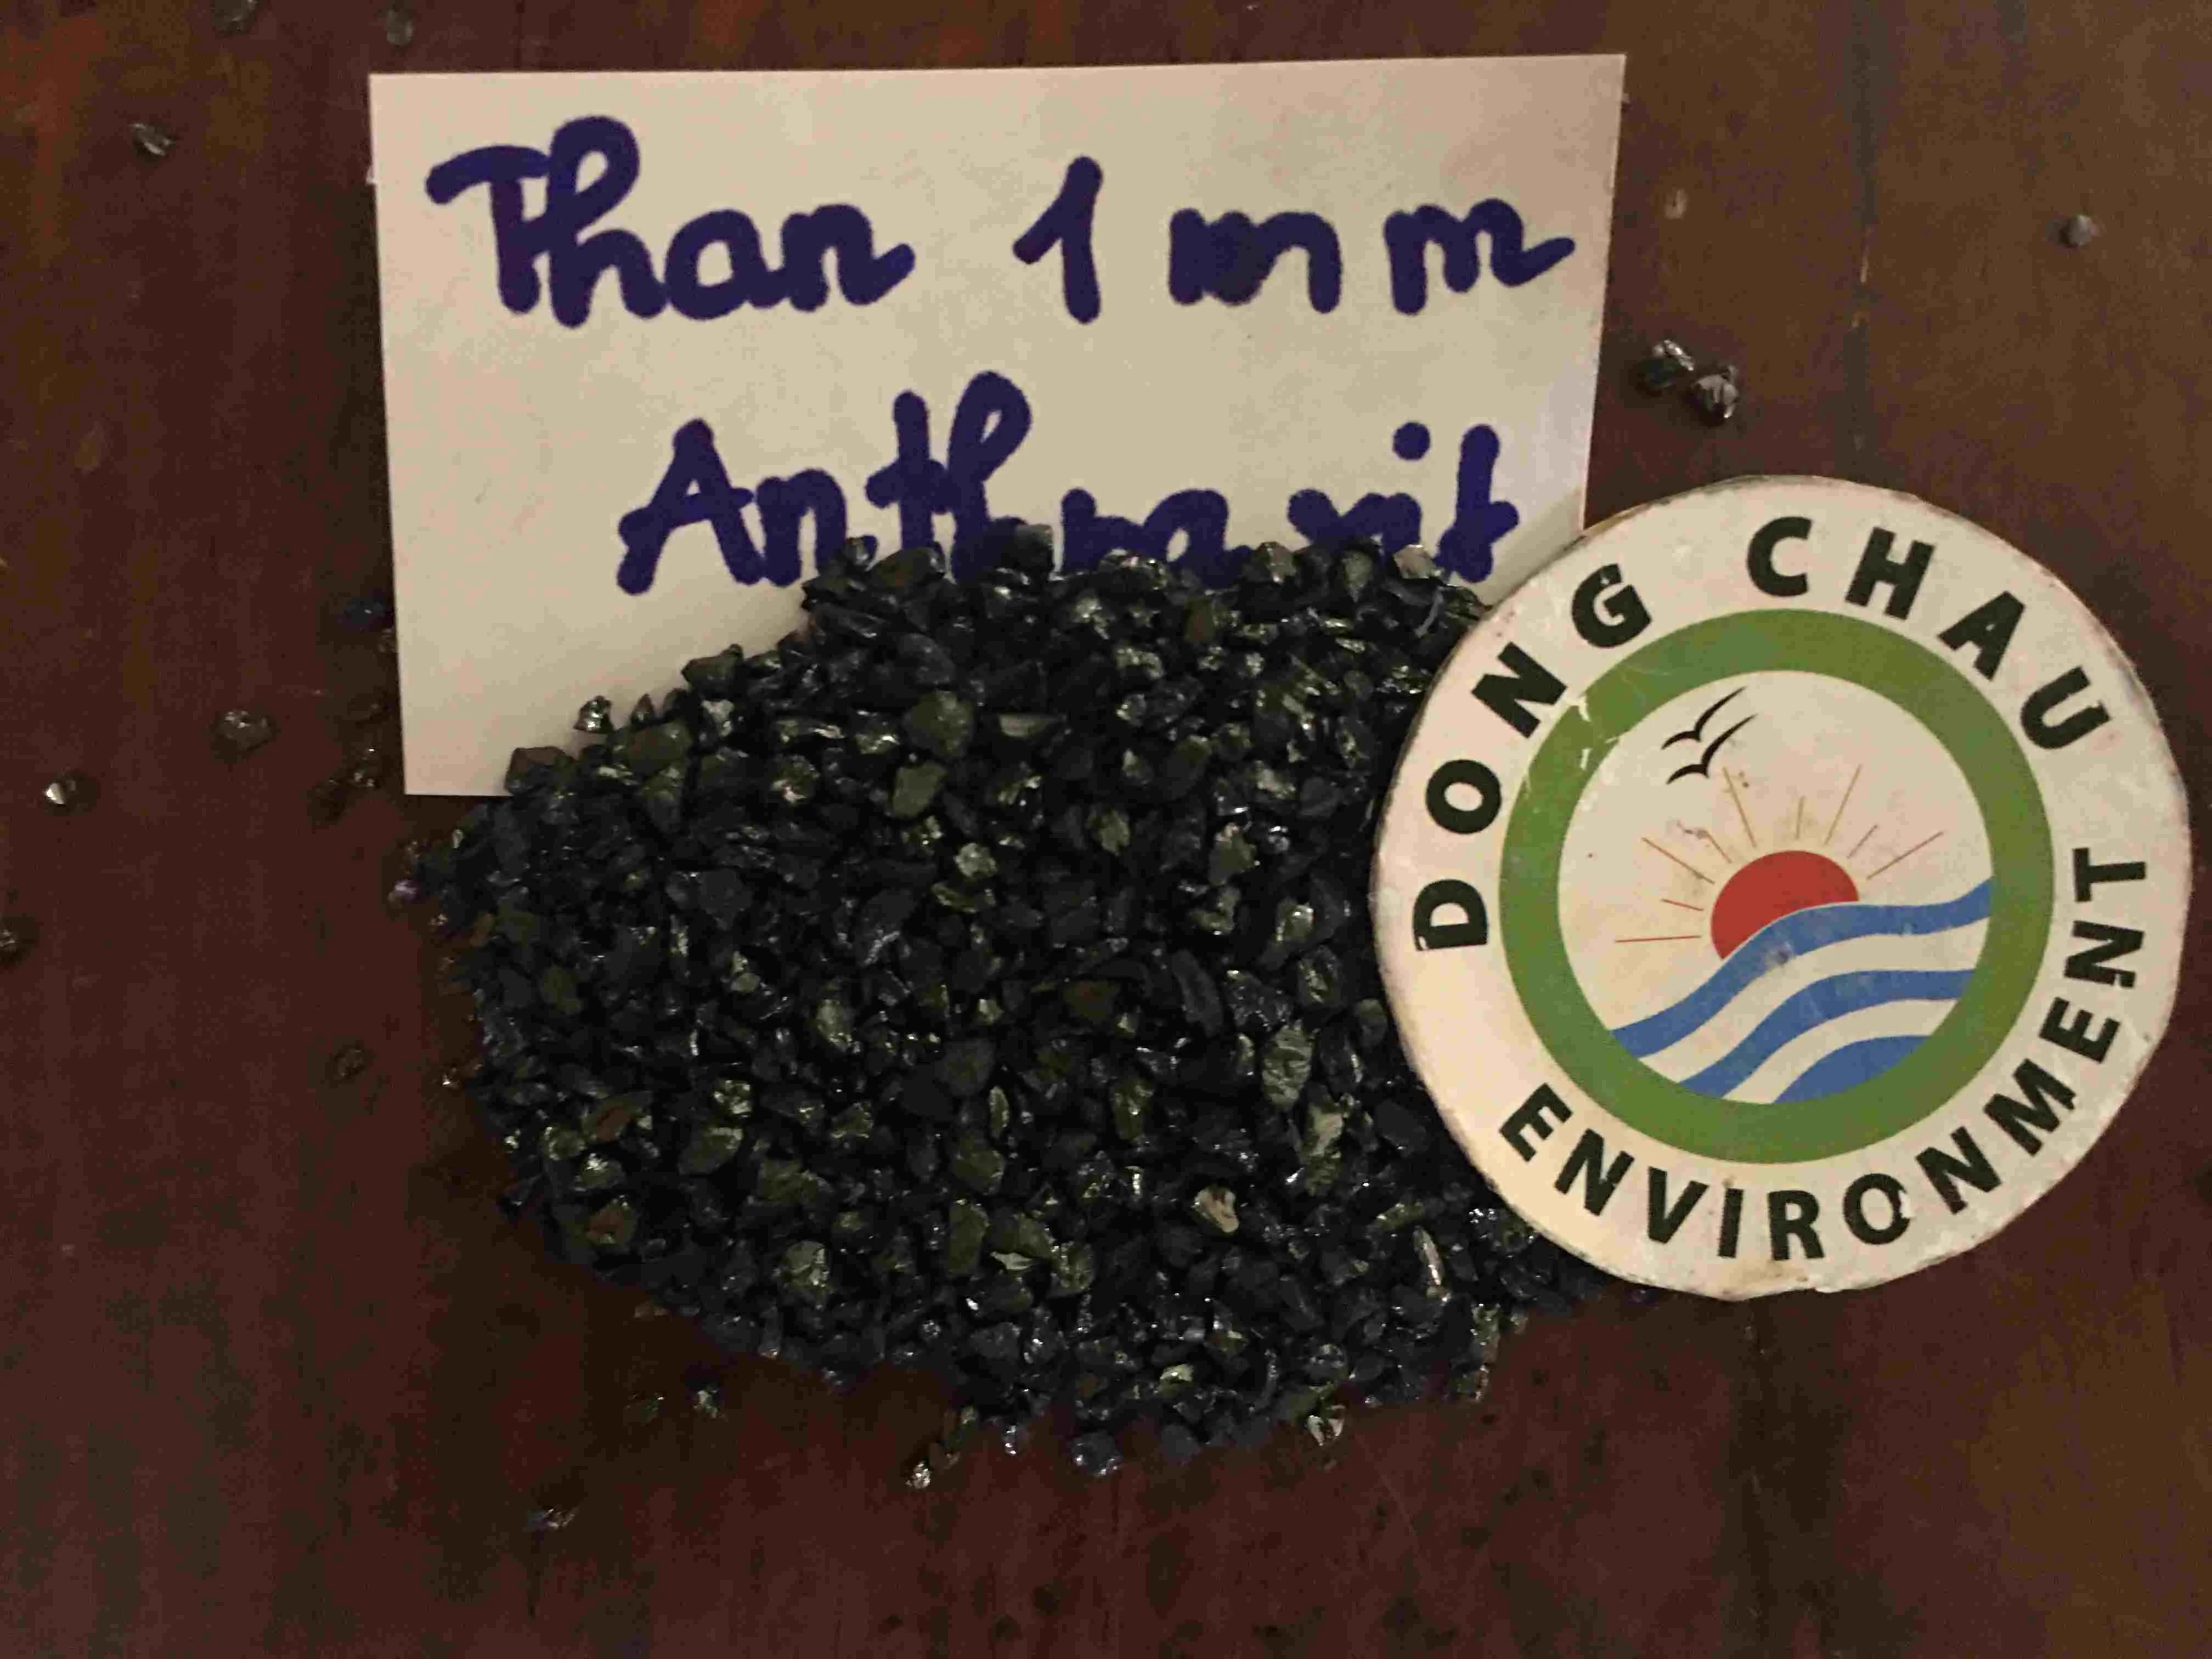 Than 1 mm
Anthraxit
DONG CHAU
ENVIRONMENT